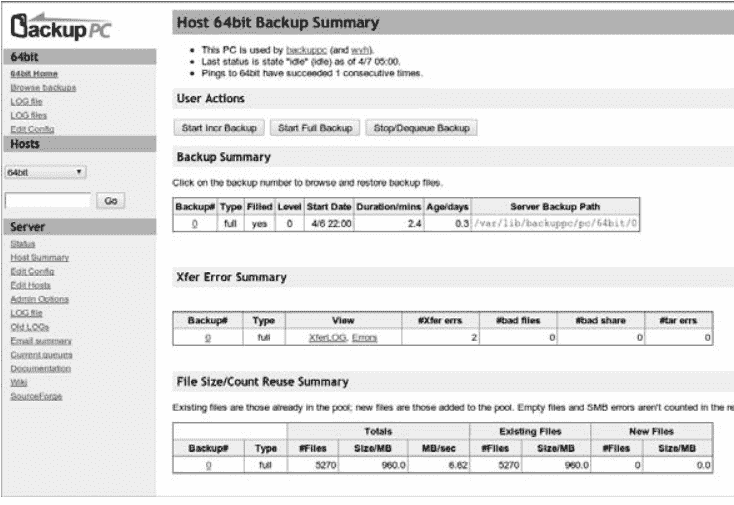 BackupPC
64bit
64bit Home
Browse backups
LOG file
LOG files
Edit Config
Hosts
64bit
Go
Server
Status
Host Summary
Edit Config
Edit Hosts
Admin Options
LOG file
Old LOGs
Email summary
Current queues
Documentation
Wiki
SourceForge
Host 64bit Backup Summary
This PC is used by backuppc (and wvh).
Last status is state "idle" (idle) as of 4/7 05:00.
Pings to 64bit have succeeded 1 consecutive times.
User Actions
Start Incr Backup Start Full Backup Stop/Dequeue Backup
Backup Summary
Click on the backup number to browse and restore backup files.
Backup# Type Filled Level Start Date Duration/mins Age/days Server Backup Path
0 full yes 0 4/6 22:00 2.4 0.3 /var/lib/backuppc/pc/64bit/0
Xfer Error Summary
Backup# Type View #Xfer errs #bad files #bad share #tar errs
0 full XferLOG, Errors 2 0 0 0
File Size/Count Reuse Summary
Existing files are those already in the pool; new files are those added to the pool. Empty files and SMB errors aren't counted in the re
Totals Existing Files New Files
Backup# Type #Files Size/MB MB/sec #Files Size/MB #Files Size/MB
0 full 5270 960.0 6.62 5270 960.0 0 0.0